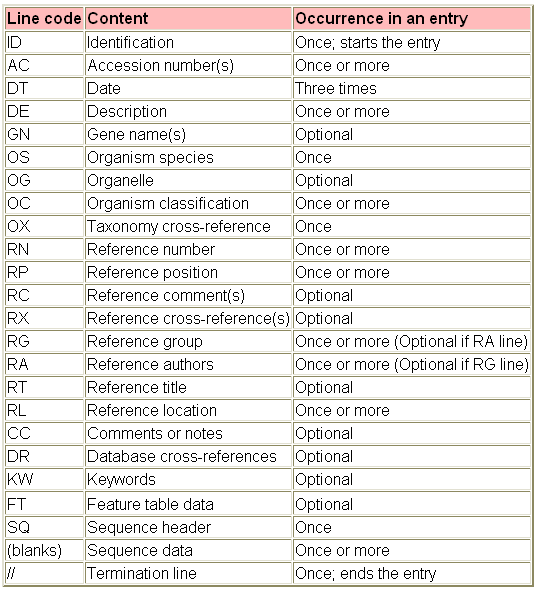 Line code Content Occurrence in an entry
ID Identification Once; starts the entry
AC Accession number(s) Once or more
DT Date Three times
DE Description Once or more
GN Gene name(s) Optional
OS Organism species Once
OG Organelle Optional
OC Organism classification Once or more
OX Taxonomy cross-reference Once
RN Reference number Once or more
RP Reference position Once or more
RC Reference comment(s) Optional
RX Reference cross-reference(s) Optional
RG Reference group Once or more (Optional if RA line)
RA Reference authors Once or more (Optional if RG line)
RT Reference title Optional
RL Reference location Once or more
CC Comments or notes Optional
DR Database cross-references Optional
KW Keywords Optional
FT Feature table data Optional
SQ Sequence header Once
(blanks) Sequence data Once or more
// Termination line Once; ends the entry